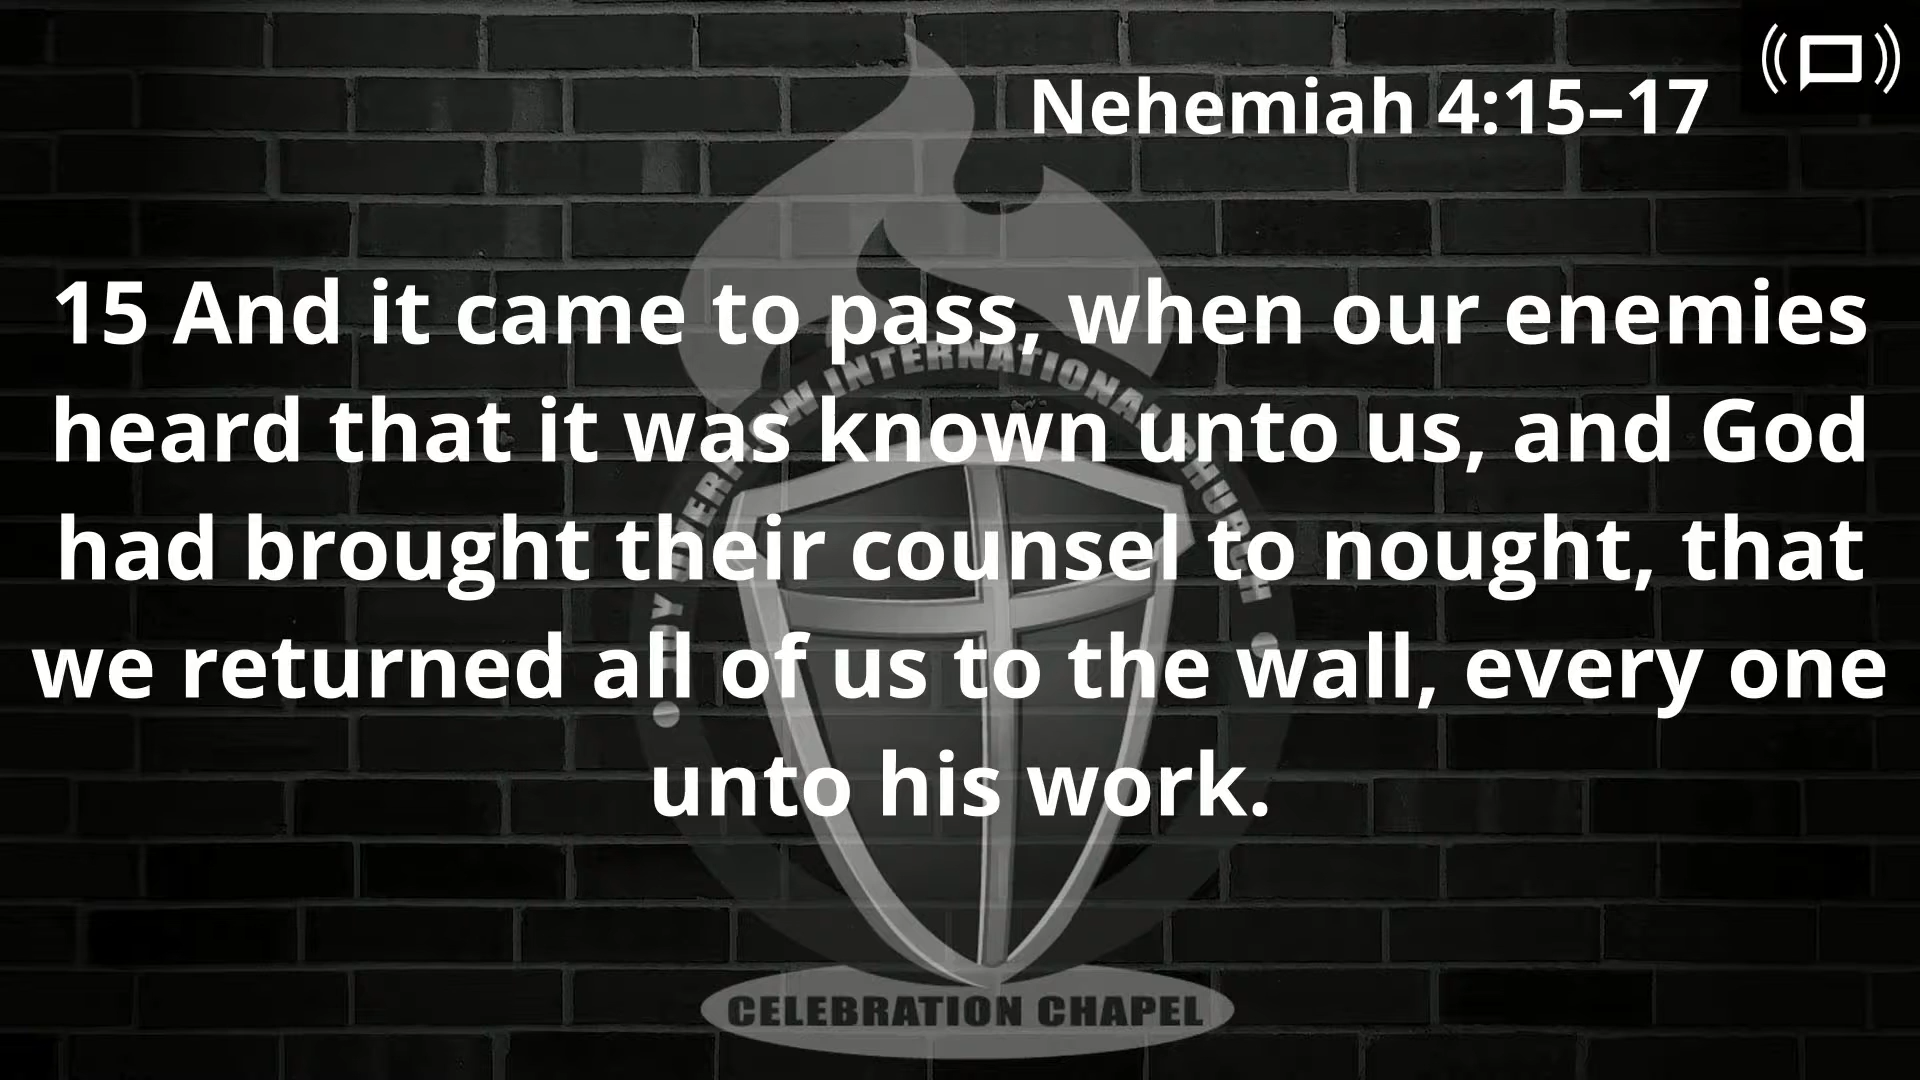 Nehemiah 4:15–17
15 And it came to pass, when our enemies
heard that it was known unto us, and God
had brought their counsel to nought, that
we returned all of us to the wall, every one
unto his work.
INTERNATIONAL CHURCH
CELEBRATION CHAPEL